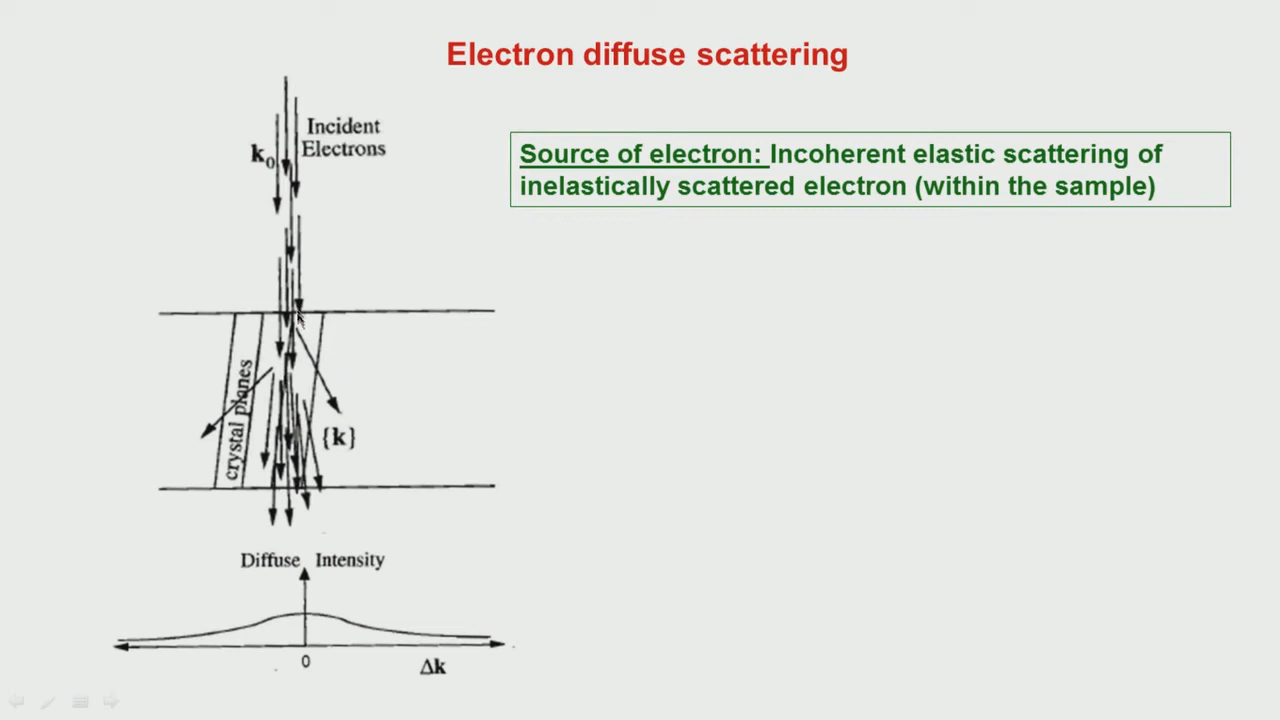 Electron diffuse scattering
Incident
Electrons
k0
Source of electron: Incoherent elastic scattering of
inelastically scattered electron (within the sample)
crystal planes
{k}
Diffuse Intensity
0
Δk